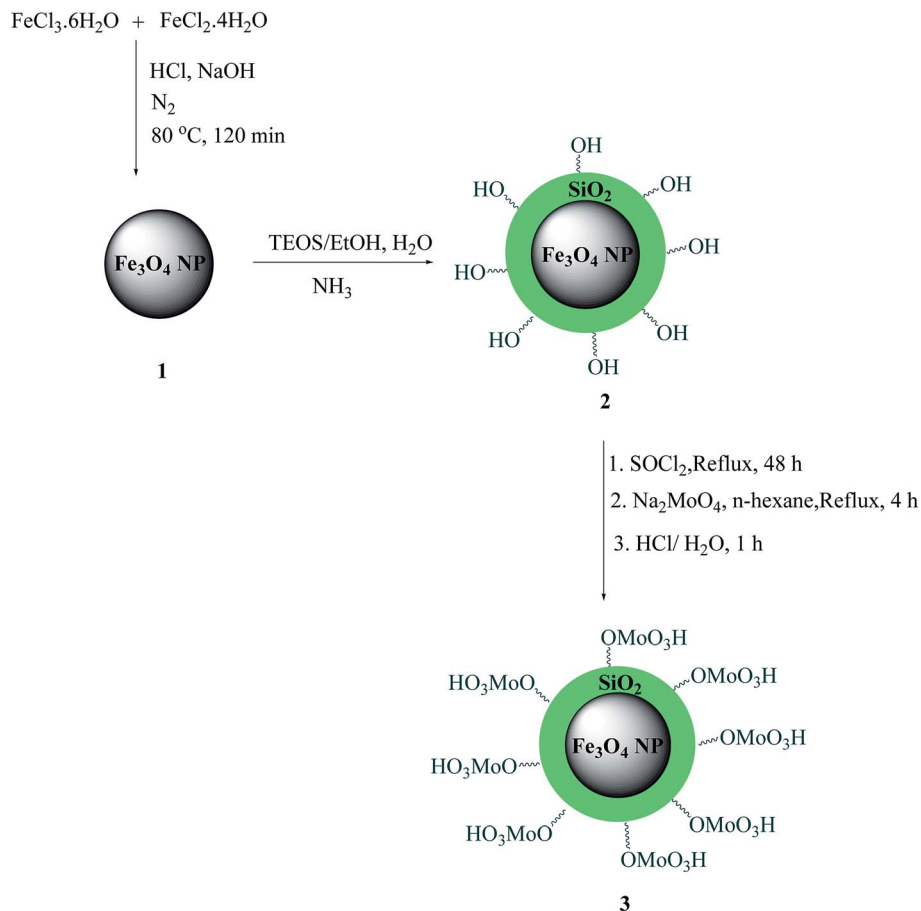 FeCl₃.6H₂O + FeCl₂.4H₂O
HCl, NaOH
N₂
80 °C, 120 min
Fe₃O₄ NP
1
TEOS/EtOH, H₂O
NH₃
OH
HO
OH
SiO₂
Fe₃O₄ NP
OH
HO
HO
OH
OH
2
1. SOCl₂,Reflux, 48 h
2. Na₂MoO₄, n-hexane,Reflux, 4 h
3. HCl/ H₂O, 1 h
OMoO₃H
OMoO₃H
HO₃MoO
SiO₂
Fe₃O₄ NP
OMoO₃H
HO₃MoO
HO₃MoO
OMoO₃H
OMoO₃H
3